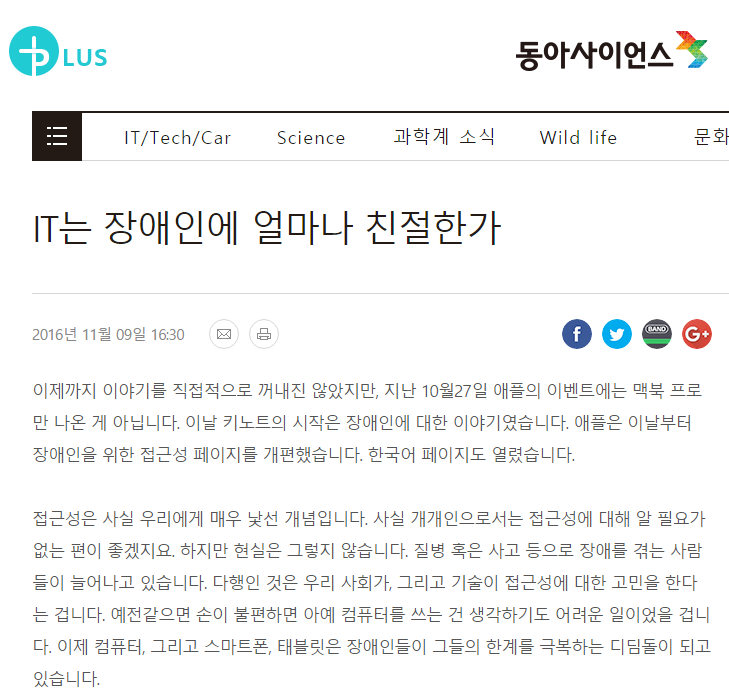 PLUS
동아사이언스
IT/Tech/Car Science 과학계 소식 Wild life 문화
IT는 장애인에 얼마나 친절한가
2016년 11월 09일 16:30
BAND
이제까지 이야기를 직접적으로 꺼내진 않았지만, 지난 10월27일 애플의 이벤트에는 맥북 프로
만 나온 게 아닙니다. 이날 키노트의 시작은 장애인에 대한 이야기였습니다. 애플은 이날부터
장애인을 위한 접근성 페이지를 개편했습니다. 한국어 페이지도 열렸습니다.
접근성은 사실 우리에게 매우 낯선 개념입니다. 사실 개개인으로서는 접근성에 대해 알 필요가
없는 편이 좋겠지요. 하지만 현실은 그렇지 않습니다. 질병 혹은 사고 등으로 장애를 겪는 사람
들이 늘어나고 있습니다. 다행인 것은 우리 사회가, 그리고 기술이 접근성에 대한 고민을 한다
는 겁니다. 예전같으면 손이 불편하면 아예 컴퓨터를 쓰는 건 생각하기도 어려운 일이었을 겁니
다. 이제 컴퓨터, 그리고 스마트폰, 태블릿은 장애인들이 그들의 한계를 극복하는 디딤돌이 되고
있습니다.